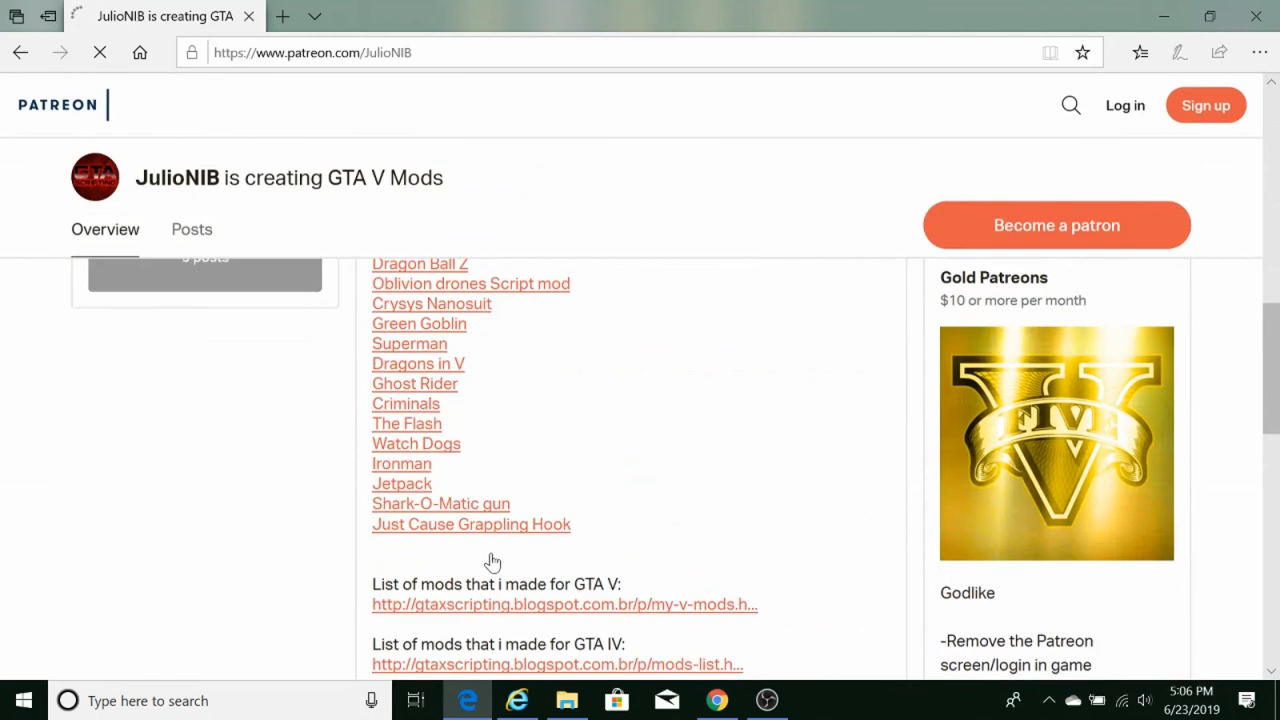 JulioNIB is creating GTA
https://www.patreon.com/JulioNIB
PATREON
Log in
Sign up
JulioNIB is creating GTA V Mods
Overview
Posts
Become a patron
Dragon Ball Z
Oblivion drones Script mod
Crysys Nanosuit
Green Goblin
Superman
Dragons in V
Ghost Rider
Criminals
The Flash
Watch Dogs
Ironman
Jetpack
Shark-O-Matic gun
Just Cause Grappling Hook
List of mods that i made for GTA V:
http://gtaxscripting.blogspot.com.br/p/my-v-mods.h...
List of mods that i made for GTA IV:
http://gtaxscripting.blogspot.com.br/p/mods-list.h...
Gold Patreons
$10 or more per month
V
FIVE
Godlike
-Remove the Patreon
screen/login in game
Type here to search
5:06 PM
6/23/2019